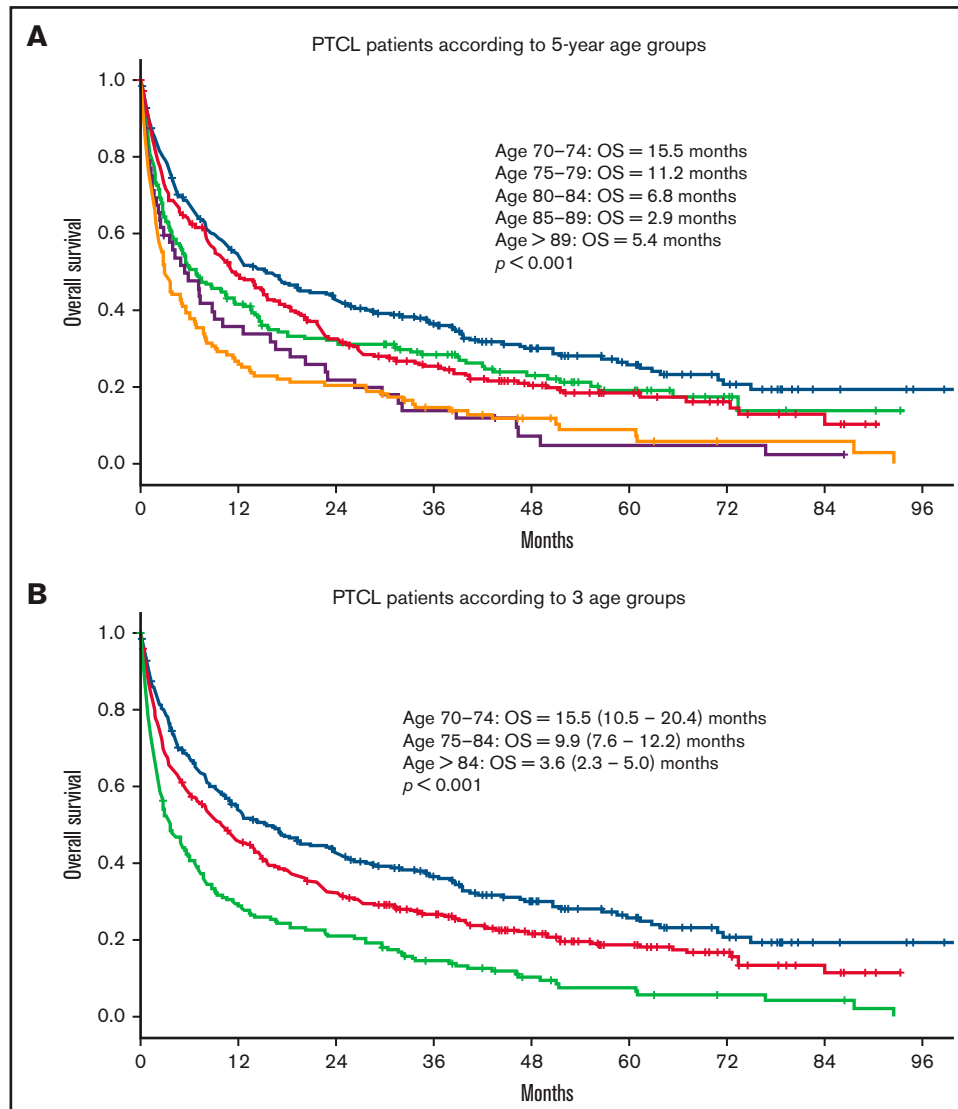 A
PTCL patients according to 5-year age groups
1.0
0.8
0.6
0.4
0.2
0.0
Overall survival
Age 70–74: OS = 15.5 months
Age 75–79: OS = 11.2 months
Age 80–84: OS = 6.8 months
Age 85–89: OS = 2.9 months
Age > 89: OS = 5.4 months
p < 0.001
0 12 24 36 48 60 72 84 96
Months
B
PTCL patients according to 3 age groups
1.0
0.8
0.6
0.4
0.2
0.0
Overall survival
Age 70–74: OS = 15.5 (10.5 – 20.4) months
Age 75–84: OS = 9.9 (7.6 – 12.2) months
Age > 84: OS = 3.6 (2.3 – 5.0) months
p < 0.001
0 12 24 36 48 60 72 84 96
Months